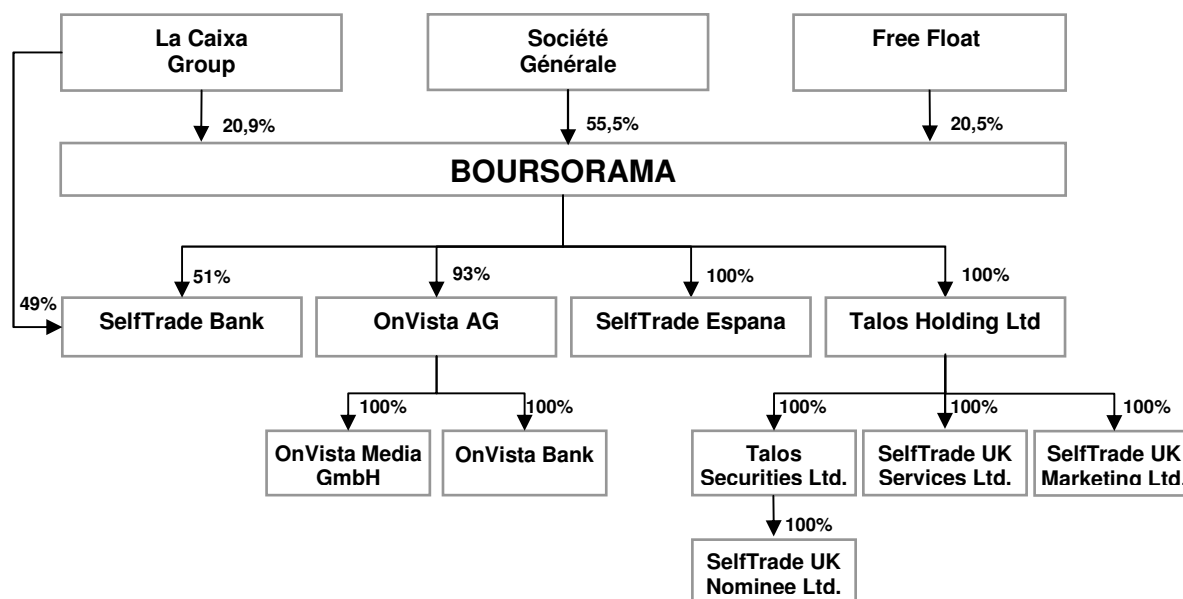 La Caixa
Group
Société
Générale
Free Float
20,9%
55,5%
20,5%
BOURSORAMA
51%
93%
100%
100%
49%
SelfTrade Bank
OnVista AG
SelfTrade Espana
Talos Holding Ltd
100%
100%
100%
100%
100%
OnVista Media
GmbH
OnVista Bank
Talos
Securities Ltd.
SelfTrade UK
Services Ltd.
SelfTrade UK
Marketing Ltd.
100%
SelfTrade UK
Nominee Ltd.